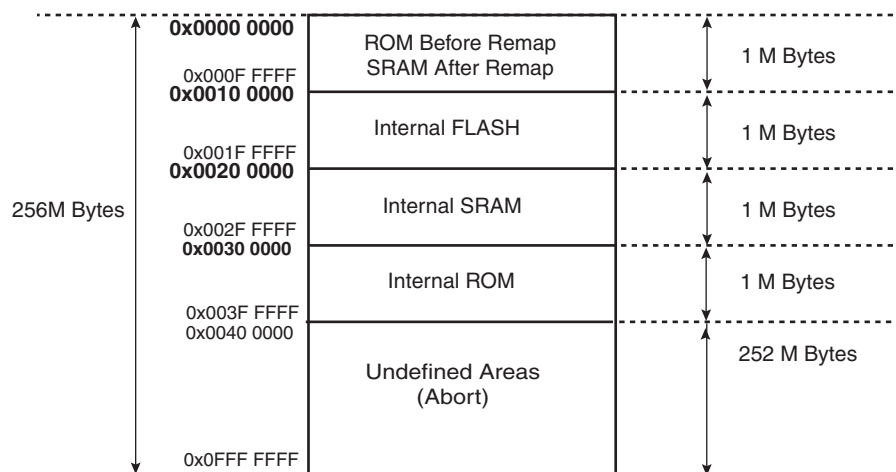 0x0000 0000
ROM Before Remap
SRAM After Remap
1 M Bytes
0x000F FFFF
0x0010 0000
Internal FLASH
1 M Bytes
0x001F FFFF
0x0020 0000
256M Bytes
Internal SRAM
1 M Bytes
0x002F FFFF
0x0030 0000
Internal ROM
1 M Bytes
0x003F FFFF
0x0040 0000
252 M Bytes
Undefined Areas
(Abort)
0x0FFF FFFF